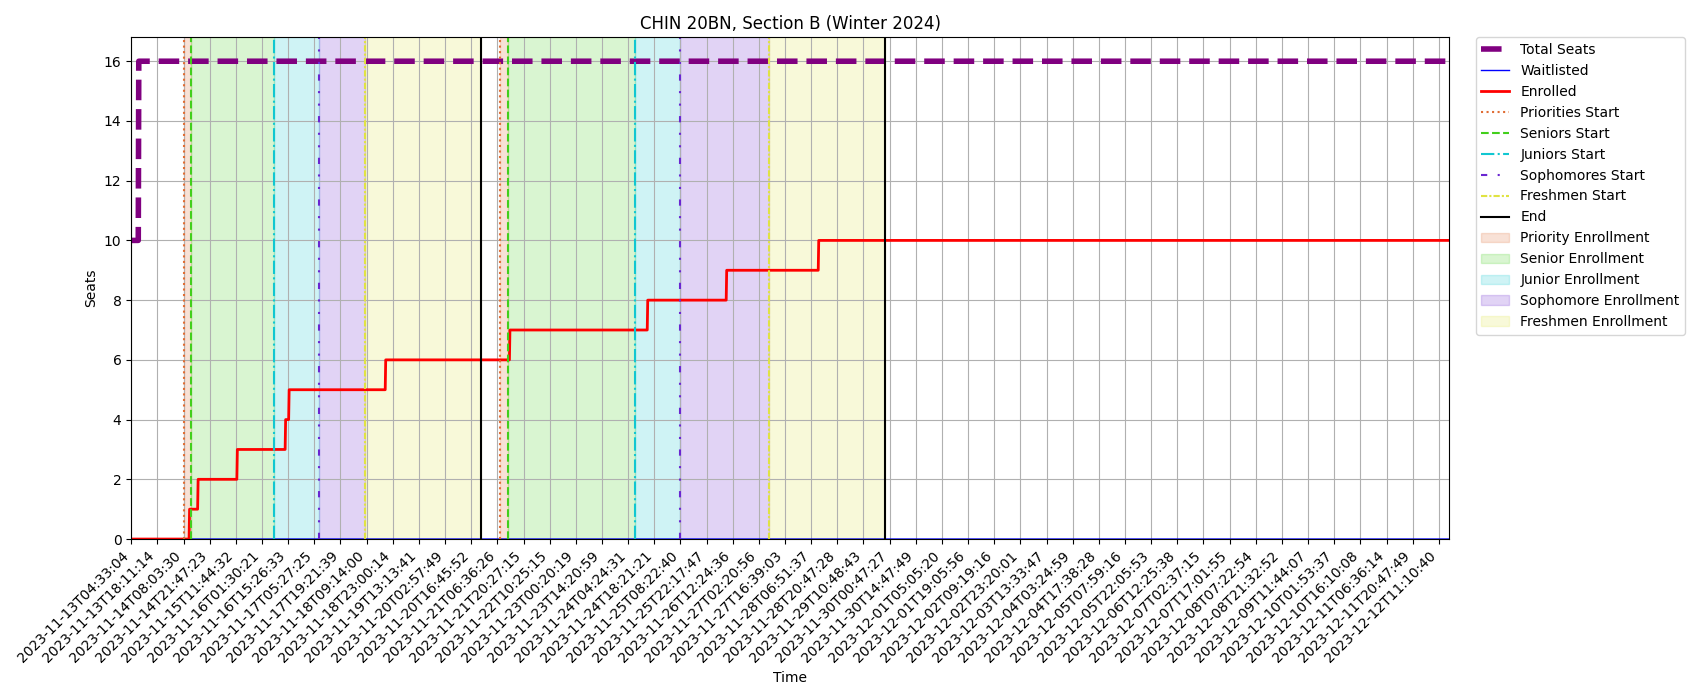 CHIN 20BN, Section B (Winter 2024)
Seats
16
14
12
10
8
6
4
2
0
2023-11-13T04:33:04
2023-11-13T18:11:14
2023-11-14T08:03:30
2023-11-14T21:47:23
2023-11-15T11:44:32
2023-11-16T01:30:21
2023-11-16T15:26:33
2023-11-17T05:27:25
2023-11-17T19:21:39
2023-11-18T09:14:00
2023-11-18T23:00:14
2023-11-19T13:13:41
2023-11-20T02:57:49
2023-11-20T16:45:52
2023-11-21T06:36:26
2023-11-21T20:27:15
2023-11-22T10:25:15
2023-11-23T00:20:19
2023-11-23T14:20:59
2023-11-24T04:24:31
2023-11-24T18:21:21
2023-11-25T08:22:40
2023-11-25T22:17:47
2023-11-26T12:24:36
2023-11-27T02:20:56
2023-11-27T16:39:03
2023-11-28T06:51:37
2023-11-28T20:47:28
2023-11-29T10:48:43
2023-11-30T00:47:27
2023-11-30T14:47:49
2023-12-01T05:05:20
2023-12-01T19:05:56
2023-12-02T09:19:16
2023-12-02T23:20:01
2023-12-03T13:33:47
2023-12-04T03:24:59
2023-12-04T17:38:28
2023-12-05T07:59:16
2023-12-05T22:05:53
2023-12-06T12:25:38
2023-12-07T02:37:15
2023-12-07T17:01:55
2023-12-08T07:22:54
2023-12-08T21:32:52
2023-12-09T11:44:07
2023-12-10T01:53:37
2023-12-10T16:10:08
2023-12-11T06:36:14
2023-12-11T20:47:49
2023-12-12T11:10:40
Time
Total Seats
Waitlisted
Enrolled
Priorities Start
Seniors Start
Juniors Start
Sophomores Start
Freshmen Start
End
Priority Enrollment
Senior Enrollment
Junior Enrollment
Sophomore Enrollment
Freshmen Enrollment